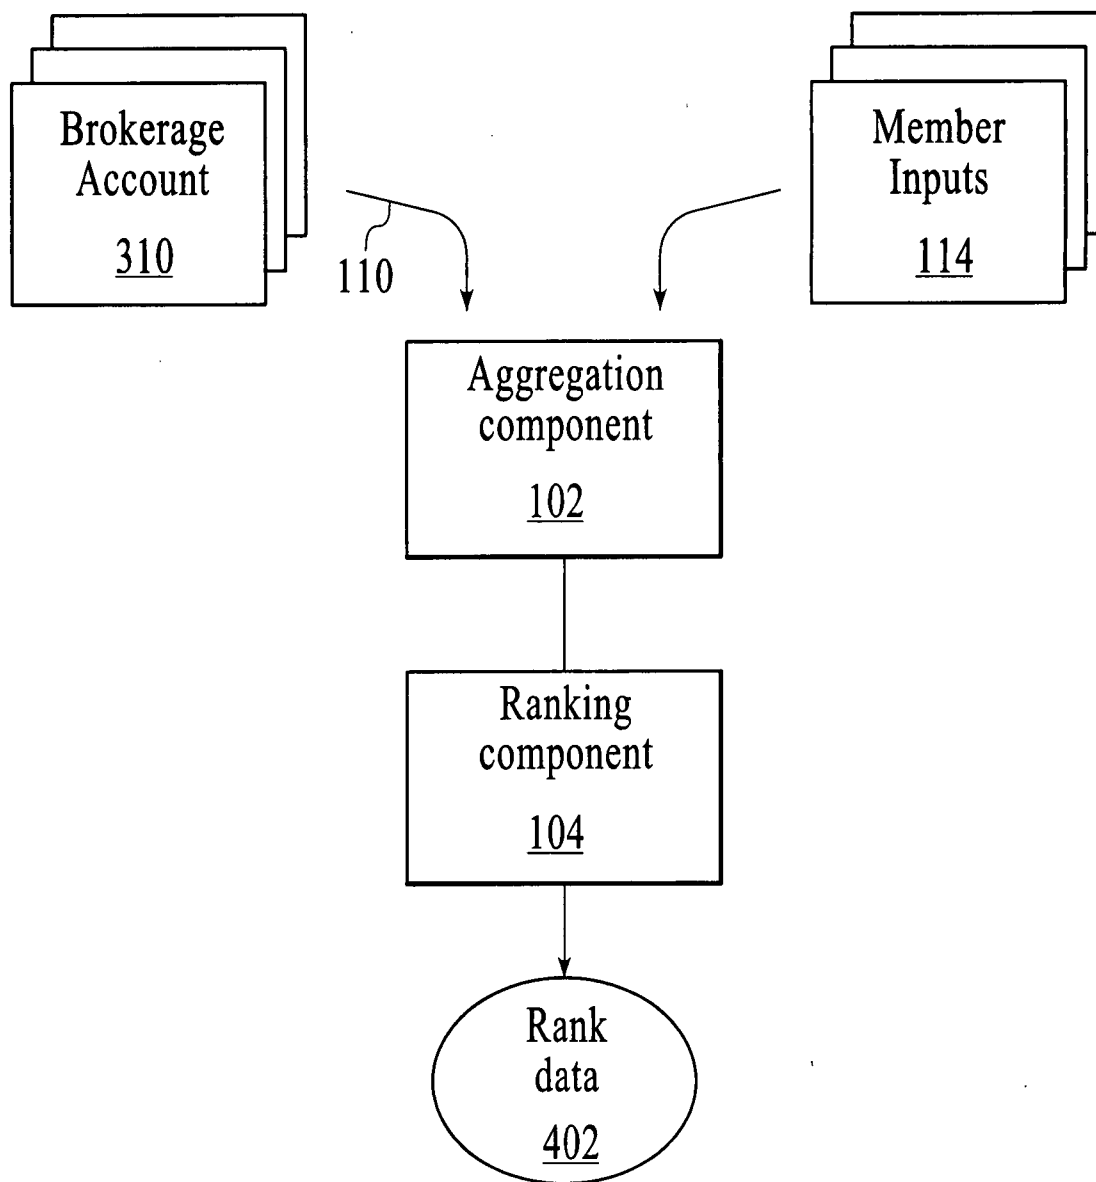 Brokerage
Account
310
Member
Inputs
114
110
Aggregation
component
102
Ranking
component
104
Rank
data
402